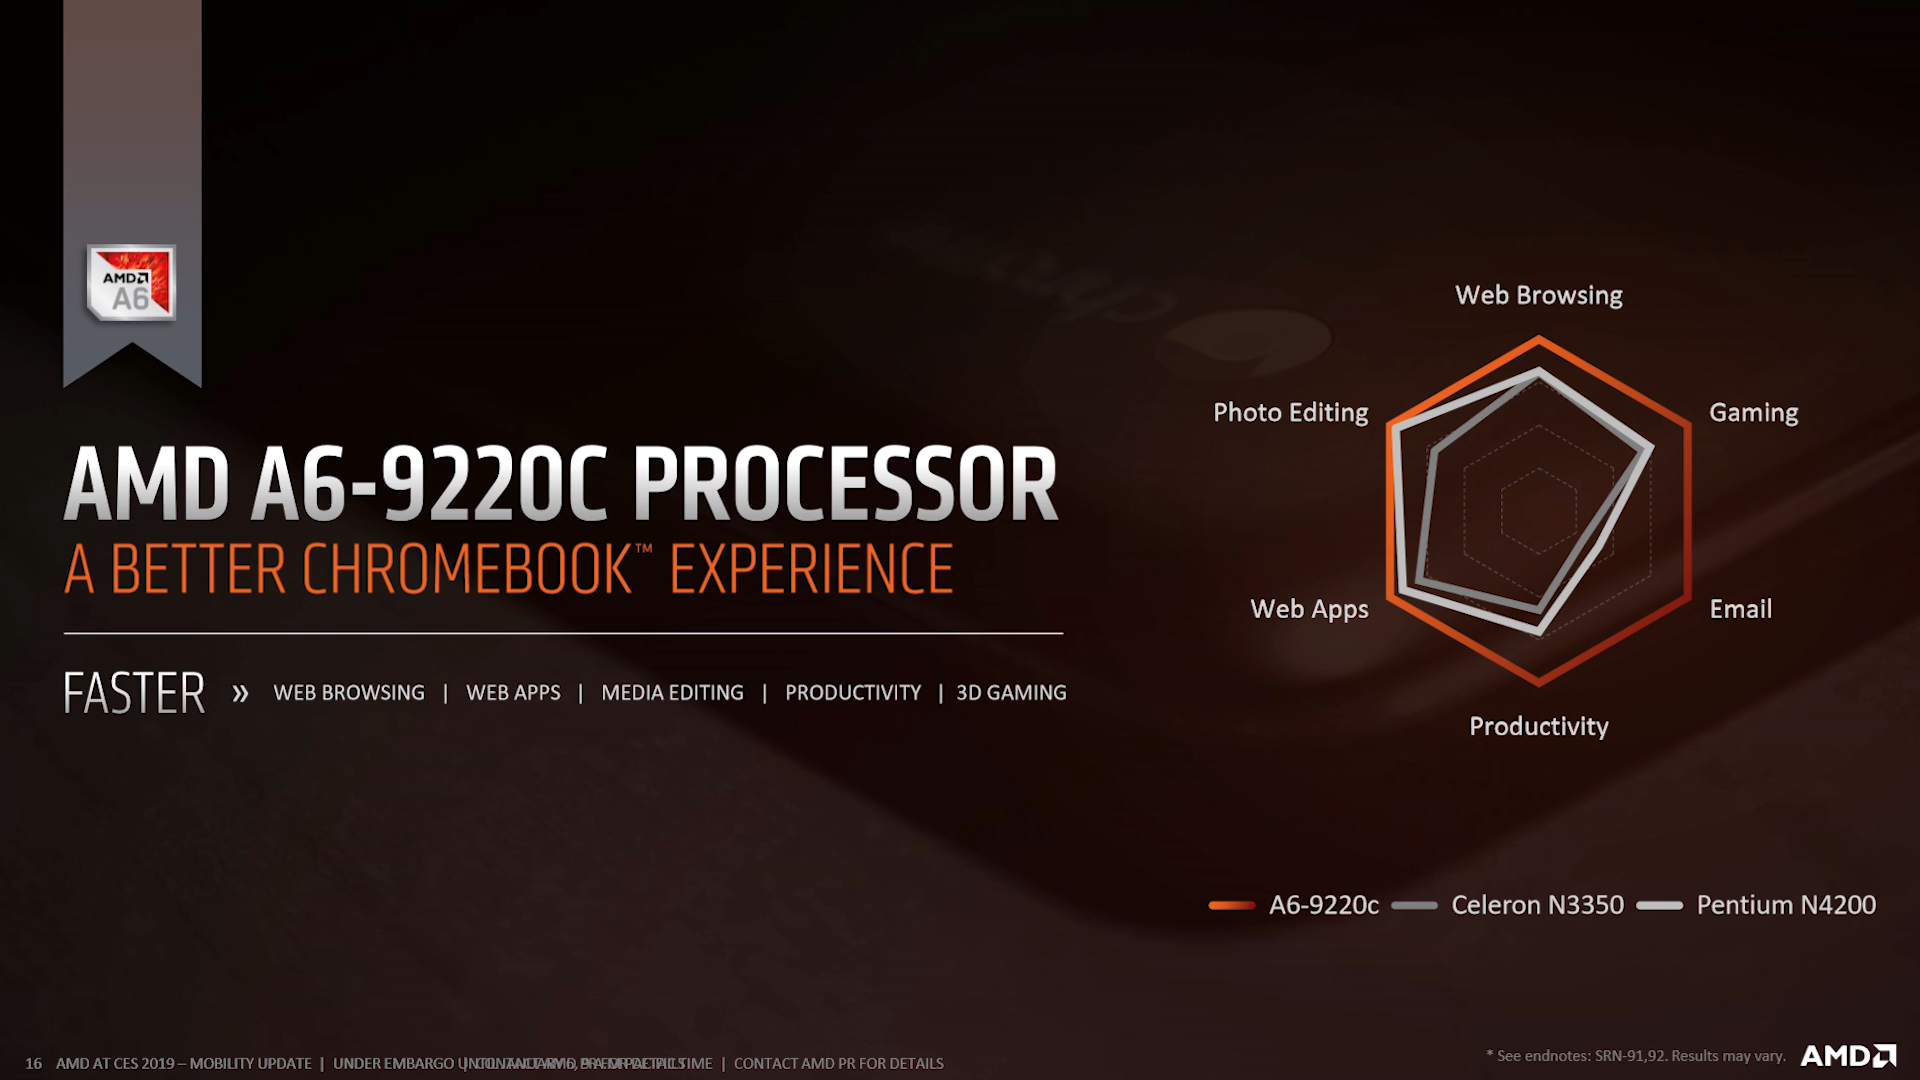 AMD
A6
AMD A6-9220C PROCESSOR
A BETTER CHROMEBOOK™ EXPERIENCE
FASTER » WEB BROWSING | WEB APPS | MEDIA EDITING | PRODUCTIVITY | 3D GAMING
chrome
Web Browsing
Photo Editing
Gaming
Web Apps
Email
Productivity
A6-9220c
Celeron N3350
Pentium N4200
16 AMD AT CES 2019 – MOBILITY UPDATE | UNDER EMBARGO TIME | CONTACT AMD PR FOR DETAILS
* See endnotes: SRN-91,92. Results may vary.
AMD